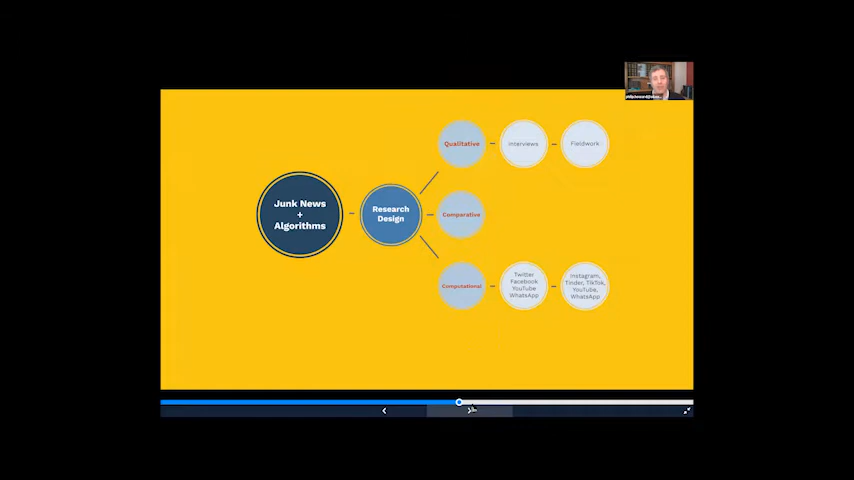 Junk News
+
Algorithms
Research
Design
Qualitative
Interviews
Fieldwork
Comparative
Computational
Twitter
Facebook
YouTube
WhatsApp
Instagram,
Tinder, TikTok,
YouTube,
WhatsApp